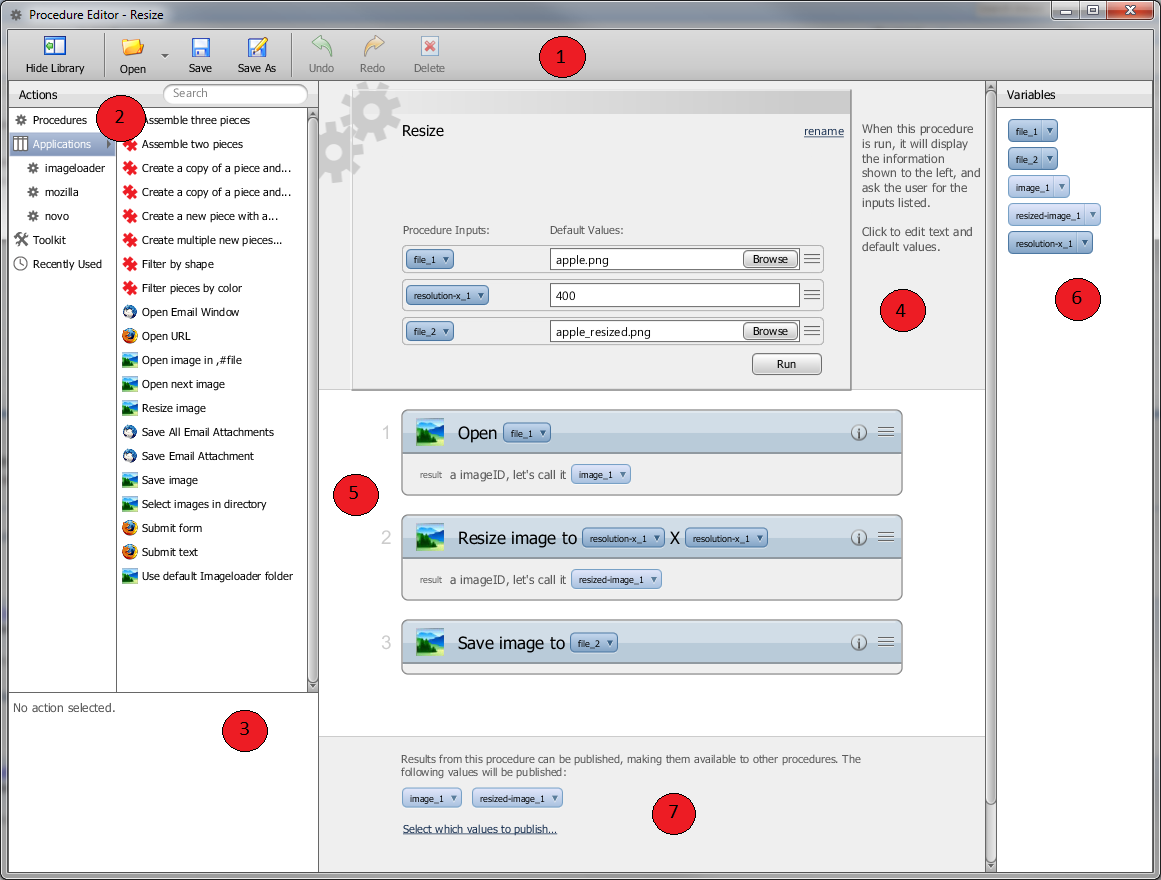 Procedure Editor - Resize
Hide Library
Open
Save
Save As
Undo
Redo
Delete
1
Actions
Search
Procedures
Applications
imageloader
mozilla
novo
Toolkit
Recently Used
2
Assemble three pieces
Assemble two pieces
Create a copy of a piece and...
Create a copy of a piece and...
Create a new piece with a...
Create multiple new pieces...
Filter by shape
Filter pieces by color
Open Email Window
Open URL
Open image in ,#file
Open next image
Resize image
Save All Email Attachments
Save Email Attachment
Save image
Select images in directory
Submit form
Submit text
Use default Imageloader folder
No action selected.
3
Resize
rename
Procedure Inputs:
Default Values:
file_1
apple.png
Browse
resolution-x_1
400
file_2
apple_resized.png
Browse
Run
When this procedure
is run, it will display
the information
shown to the left, and
ask the user for the
inputs listed.
Click to edit text and
default values.
4
1
Open file_1
result a imageID, let's call it image_1
5
2
Resize image to resolution-x_1 X resolution-x_1
result a imageID, let's call it resized-image_1
3
Save image to file_2
Results from this procedure can be published, making them available to other procedures. The
following values will be published:
image_1
resized-image_1
Select which values to publish...
7
Variables
file_1
file_2
image_1
resized-image_1
resolution-x_1
6